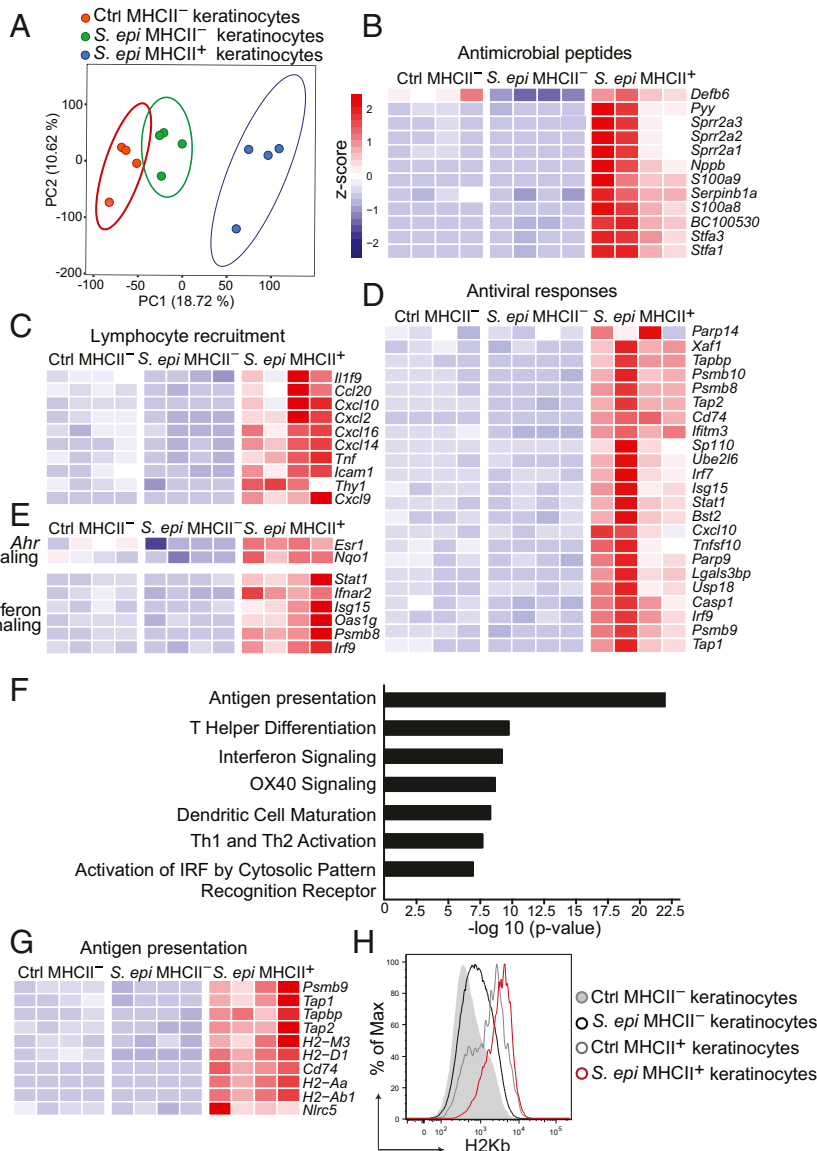 A
Ctrl MHCII⁻ keratinocytes
S. epi MHCII⁻ keratinocytes
S. epi MHCII⁺ keratinocytes
PC2 (10.62 %)
100
0
-100
-200
-100
-50
0
50
100
PC1 (18.72 %)
B
Antimicrobial peptides
Ctrl MHCII⁻ S. epi MHCII⁻ S. epi MHCII⁺
z-score
2
1
0
−1
−2
Defb6
Pyy
Sprr2a3
Sprr2a2
Sprr2a1
Nppb
S100a9
Serpinb1a
S100a8
BC100530
Stfa3
Stfa1
C
Lymphocyte recruitment
Ctrl MHCII⁻ S. epi MHCII⁻ S. epi MHCII⁺
Il1f9
Ccl20
Cxcl10
Cxcl2
Cxcl16
Cxcl14
Tnf
Icam1
Thy1
Cxcl9
D
Antiviral responses
Ctrl MHCII⁻ S. epi MHCII⁻ S. epi MHCII⁺
Parp14
Xaf1
Tapbp
Psmb10
Psmb8
Tap2
Cd74
Ifitm3
Sp110
Ube2l6
Irf7
Isg15
Stat1
Bst2
Cxcl10
Tnfsf10
Parp9
Lgals3bp
Usp18
Casp1
Irf9
Psmb9
Tap1
E
Ctrl MHCII⁻ S. epi MHCII⁻ S. epi MHCII⁺
Ahr
aling
Esr1
Nqo1
rferon
naling
Stat1
Ifnar2
Isg15
Oas1g
Psmb8
Irf9
F
Antigen presentation
T Helper Differentiation
Interferon Signaling
OX40 Signaling
Dendritic Cell Maturation
Th1 and Th2 Activation
Activation of IRF by Cytosolic Pattern
Recognition Receptor
0 2.5 5 7.5 10 12.5 15 17.5 20 22.5
-log 10 (p-value)
G
Antigen presentation
Ctrl MHCII⁻ S. epi MHCII⁻ S. epi MHCII⁺
Psmb9
Tap1
Tapbp
Tap2
H2−M3
H2−D1
Cd74
H2−Aa
H2−Ab1
Nlrc5
H
% of Max
100
80
60
40
20
0
0 10² 10³ 10⁴ 10⁵
H2Kb
Ctrl MHCII⁻ keratinocytes
S. epi MHCII⁻ keratinocytes
Ctrl MHCII⁺ keratinocytes
S. epi MHCII⁺ keratinocytes